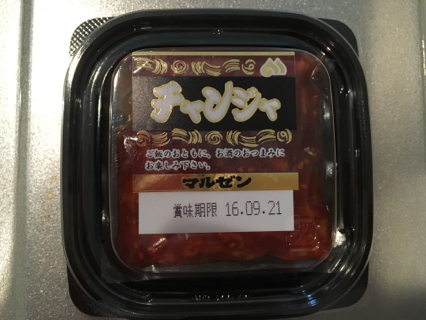 チャンジャ
ご飯のおともに、お酒のおつまみに
お楽しみ下さい。
マルゼン
賞味期限 16.09.21